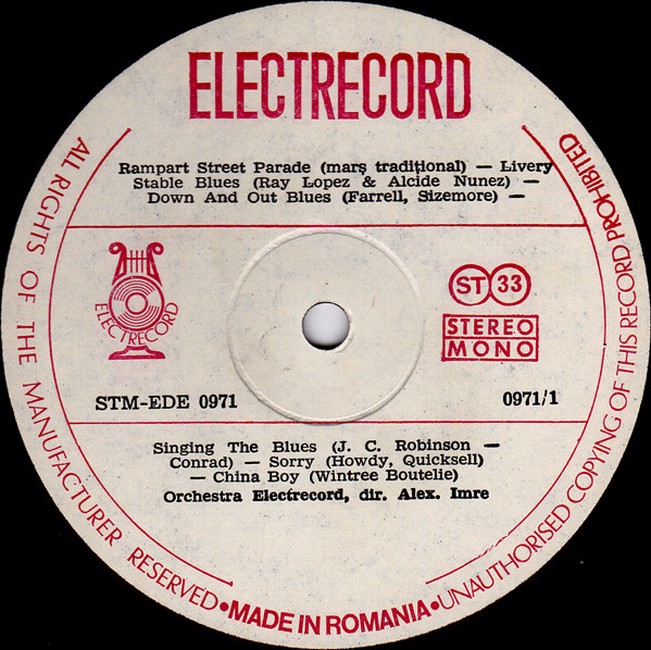 ELECTRECORD
Rampart Street Parade (mars tradițional) — Livery
Stable Blues (Ray Lopez & Alcide Nunez) —
Down And Out Blues (Farrell, Sizemore) —
ELECTRECORD
ST 33
STEREO
MONO
STM-EDE 0971
0971/1
Singing The Blues (J. C. Robinson —
Conrad) — Sorry (Howdy, Quicksell)
— China Boy (Wintree Boutelie)
Orchestra Electrecord, dir. Alex. Imre
ALL RIGHTS OF THE MANUFACTURER RESERVED•MADE IN ROMANIA•UNAUTHORISED COPYING OF THIS RECORD PROHIBITED